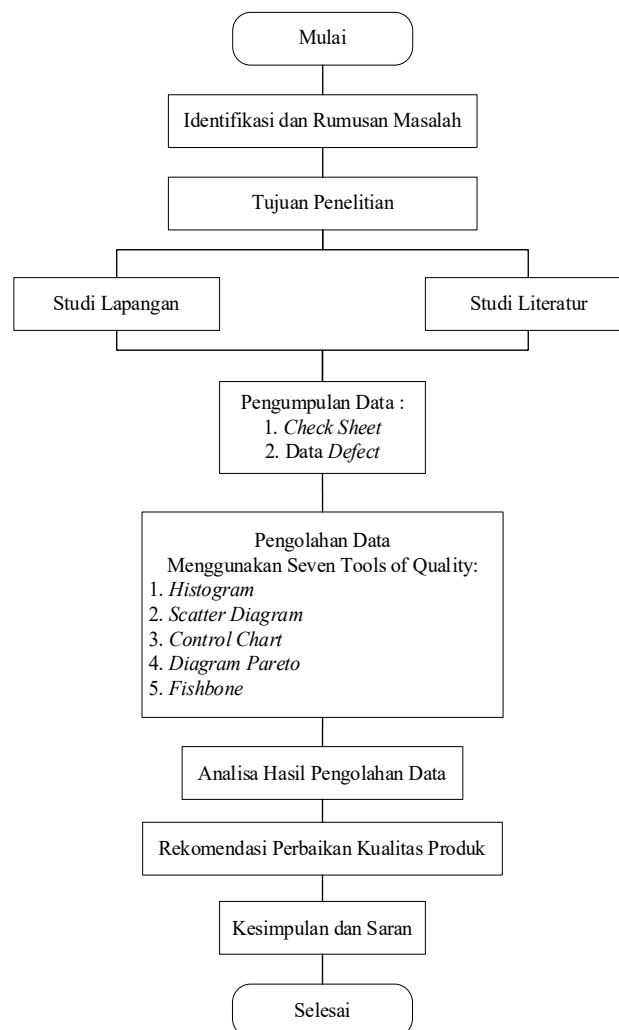 Mulai
Identifikasi dan Rumusan Masalah
Tujuan Penelitian
Studi Lapangan
Studi Literatur
Pengumpulan Data :
1. Check Sheet
2. Data Defect
Pengolahan Data
Menggunakan Seven Tools of Quality:
1. Histogram
2. Scatter Diagram
3. Control Chart
4. Diagram Pareto
5. Fishbone
Analisa Hasil Pengolahan Data
Rekomendasi Perbaikan Kualitas Produk
Kesimpulan dan Saran
Selesai